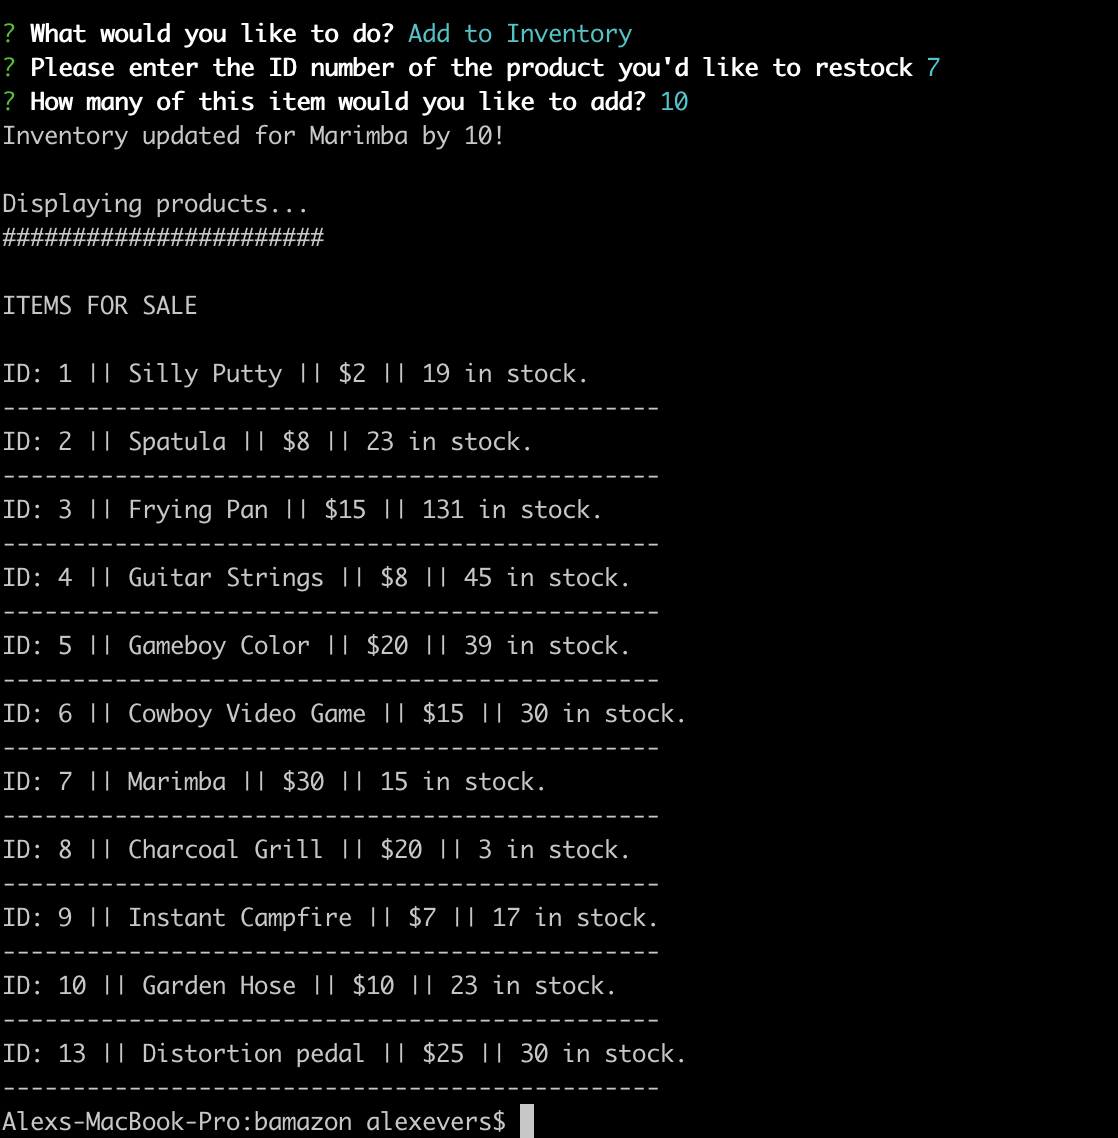 ? What would you like to do? Add to Inventory
? Please enter the ID number of the product you'd like to restock 7
? How many of this item would you like to add? 10
Inventory updated for Marimba by 10!
Displaying products...
#######################
ITEMS FOR SALE
ID: 1 || Silly Putty || $2 || 19 in stock.
-----------------------------------------------
ID: 2 || Spatula || $8 || 23 in stock.
-----------------------------------------------
ID: 3 || Frying Pan || $15 || 131 in stock.
-----------------------------------------------
ID: 4 || Guitar Strings || $8 || 45 in stock.
-----------------------------------------------
ID: 5 || Gameboy Color || $20 || 39 in stock.
-----------------------------------------------
ID: 6 || Cowboy Video Game || $15 || 30 in stock.
-----------------------------------------------
ID: 7 || Marimba || $30 || 15 in stock.
-----------------------------------------------
ID: 8 || Charcoal Grill || $20 || 3 in stock.
-----------------------------------------------
ID: 9 || Instant Campfire || $7 || 17 in stock.
-----------------------------------------------
ID: 10 || Garden Hose || $10 || 23 in stock.
-----------------------------------------------
ID: 13 || Distortion pedal || $25 || 30 in stock.
-----------------------------------------------
Alexs-MacBook-Pro:bamazon alexevers$